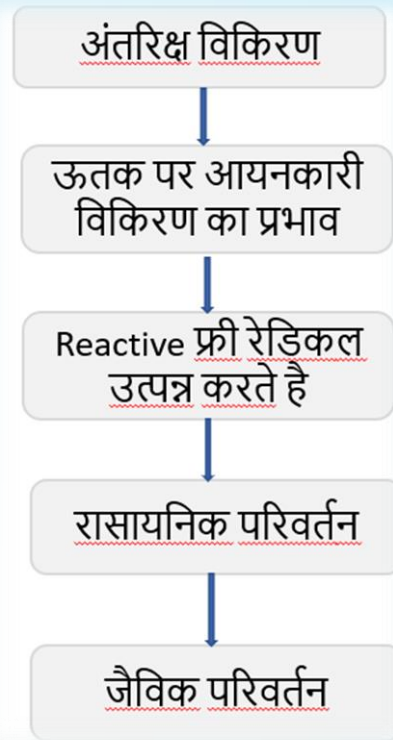 अंतरिक्ष विकिरण
ऊतक पर आयनकारी
विकिरण का प्रभाव
Reactive फ्री रेडिकल
उत्पन्न करते है
रासायनिक परिवर्तन
जैविक परिवर्तन